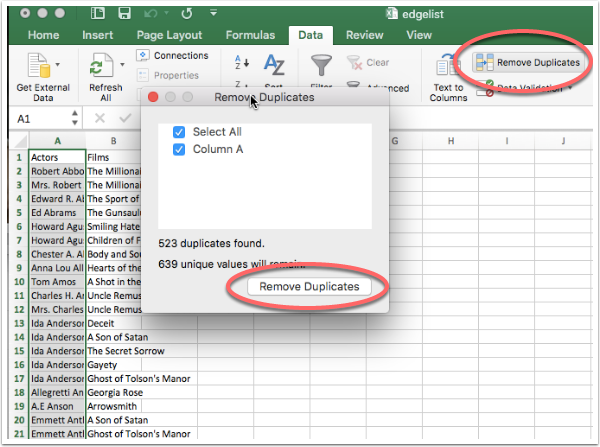 edgelist
Home Insert Page Layout Formulas Data Review View
Get External Data
Refresh All
Connections
Properties
Sort
Filter
Clear
Text to Columns
Remove Duplicates
Data Validation
A1
Remove Duplicates
Select All
Column A
523 duplicates found.
639 unique values will remain.
Remove Duplicates
A B G H I J
1 Actors Films
2 Robert Abbo The Millionai
3 Mrs. Robert The Millionai
4 Edward R. Al The Sport of
5 Ed Abrams The Gunsaulu
6 Howard Agus Smiling Hate
7 Howard Agus Children of F
8 Chester A. Al Body and Sou
9 Anna Lou All Hearts of the
10 Tom Amos A Shot in the
11 Charles H. An Uncle Remus
12 Mrs. Charles Uncle Remus
13 Ida Anderson Deceit
14 Ida Anderson A Son of Satan
15 Ida Anderson The Secret Sorrow
16 Ida Anderson Gayety
17 Ida Anderson Ghost of Tolson's Manor
18 Allegretti An Georgia Rose
19 A.E Anson Arrowsmith
20 Emmett Antl A Son of Satan
21 Emmett Antl Ghost of Tolson's Manor